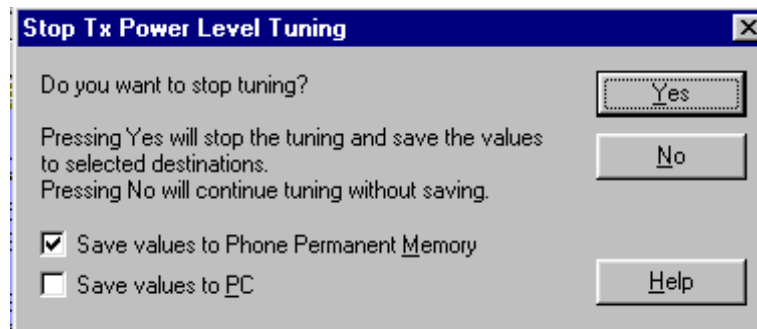 Stop Tx Power Level Tuning
Do you want to stop tuning?
Yes
Pressing Yes will stop the tuning and save the values
to selected destinations.
No
Pressing No will continue tuning without saving.
Save values to Phone Permanent Memory
Save values to PC
Help